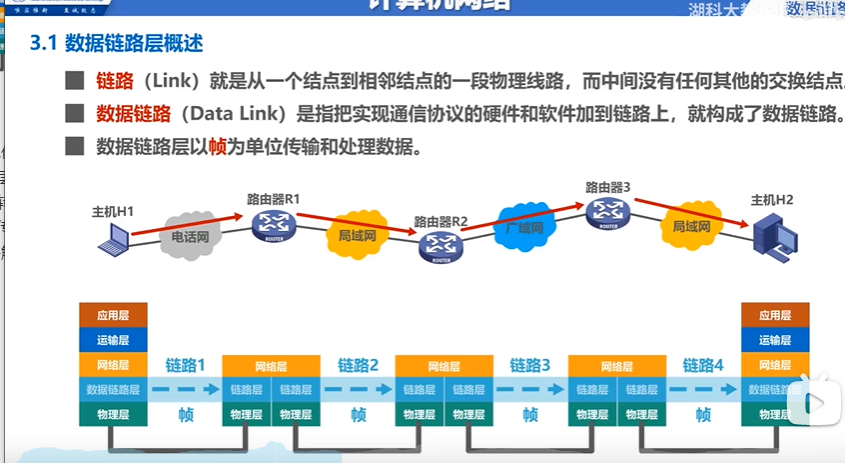 计算机网络
湖科大教
数据链路
唯实惟新 至诚致志
3.1 数据链路层概述
链路（Link）就是从一个结点到相邻结点的一段物理线路，而中间没有任何其他的交换结点
数据链路（Data Link）是指把实现通信协议的硬件和软件加到链路上，就构成了数据链路。
数据链路层以帧为单位传输和处理数据。
主机H1
电话网
路由器R1
ROUTER
局域网
路由器R2
ROUTER
广域网
路由器3
ROUTER
局域网
主机H2
应用层
应用层
运输层
运输层
网络层 链路1 网络层 链路2 网络层 链路3 网络层 链路4 网络层
数据链路层 链路层 链路层 链路层 链路层 链路层 链路层 数据链路层
物理层 帧 物理层 物理层 帧 物理层 物理层 帧 物理层 物理层 帧 物理层